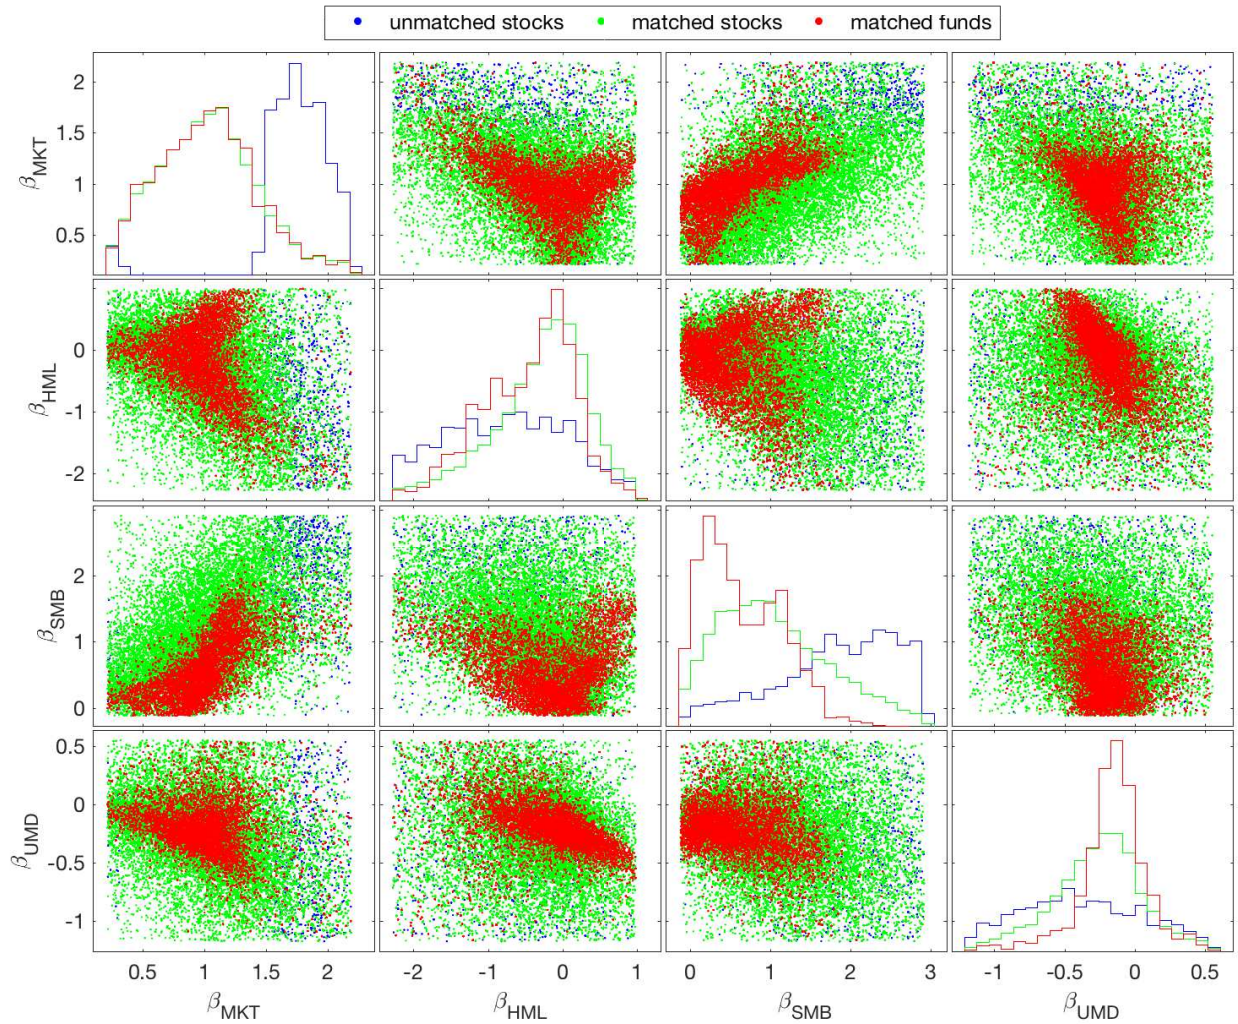 unmatched stocks matched stocks matched funds
2
1.5
1
0.5
β_MKT
0
-1
-2
β_HML
2
1
0
β_SMB
0.5
0
-0.5
-1
β_UMD
0.5 1 1.5 2 -2 -1 0 1 0 1 2 3 -1 -0.5 0 0.5
β_MKT β_HML β_SMB β_UMD